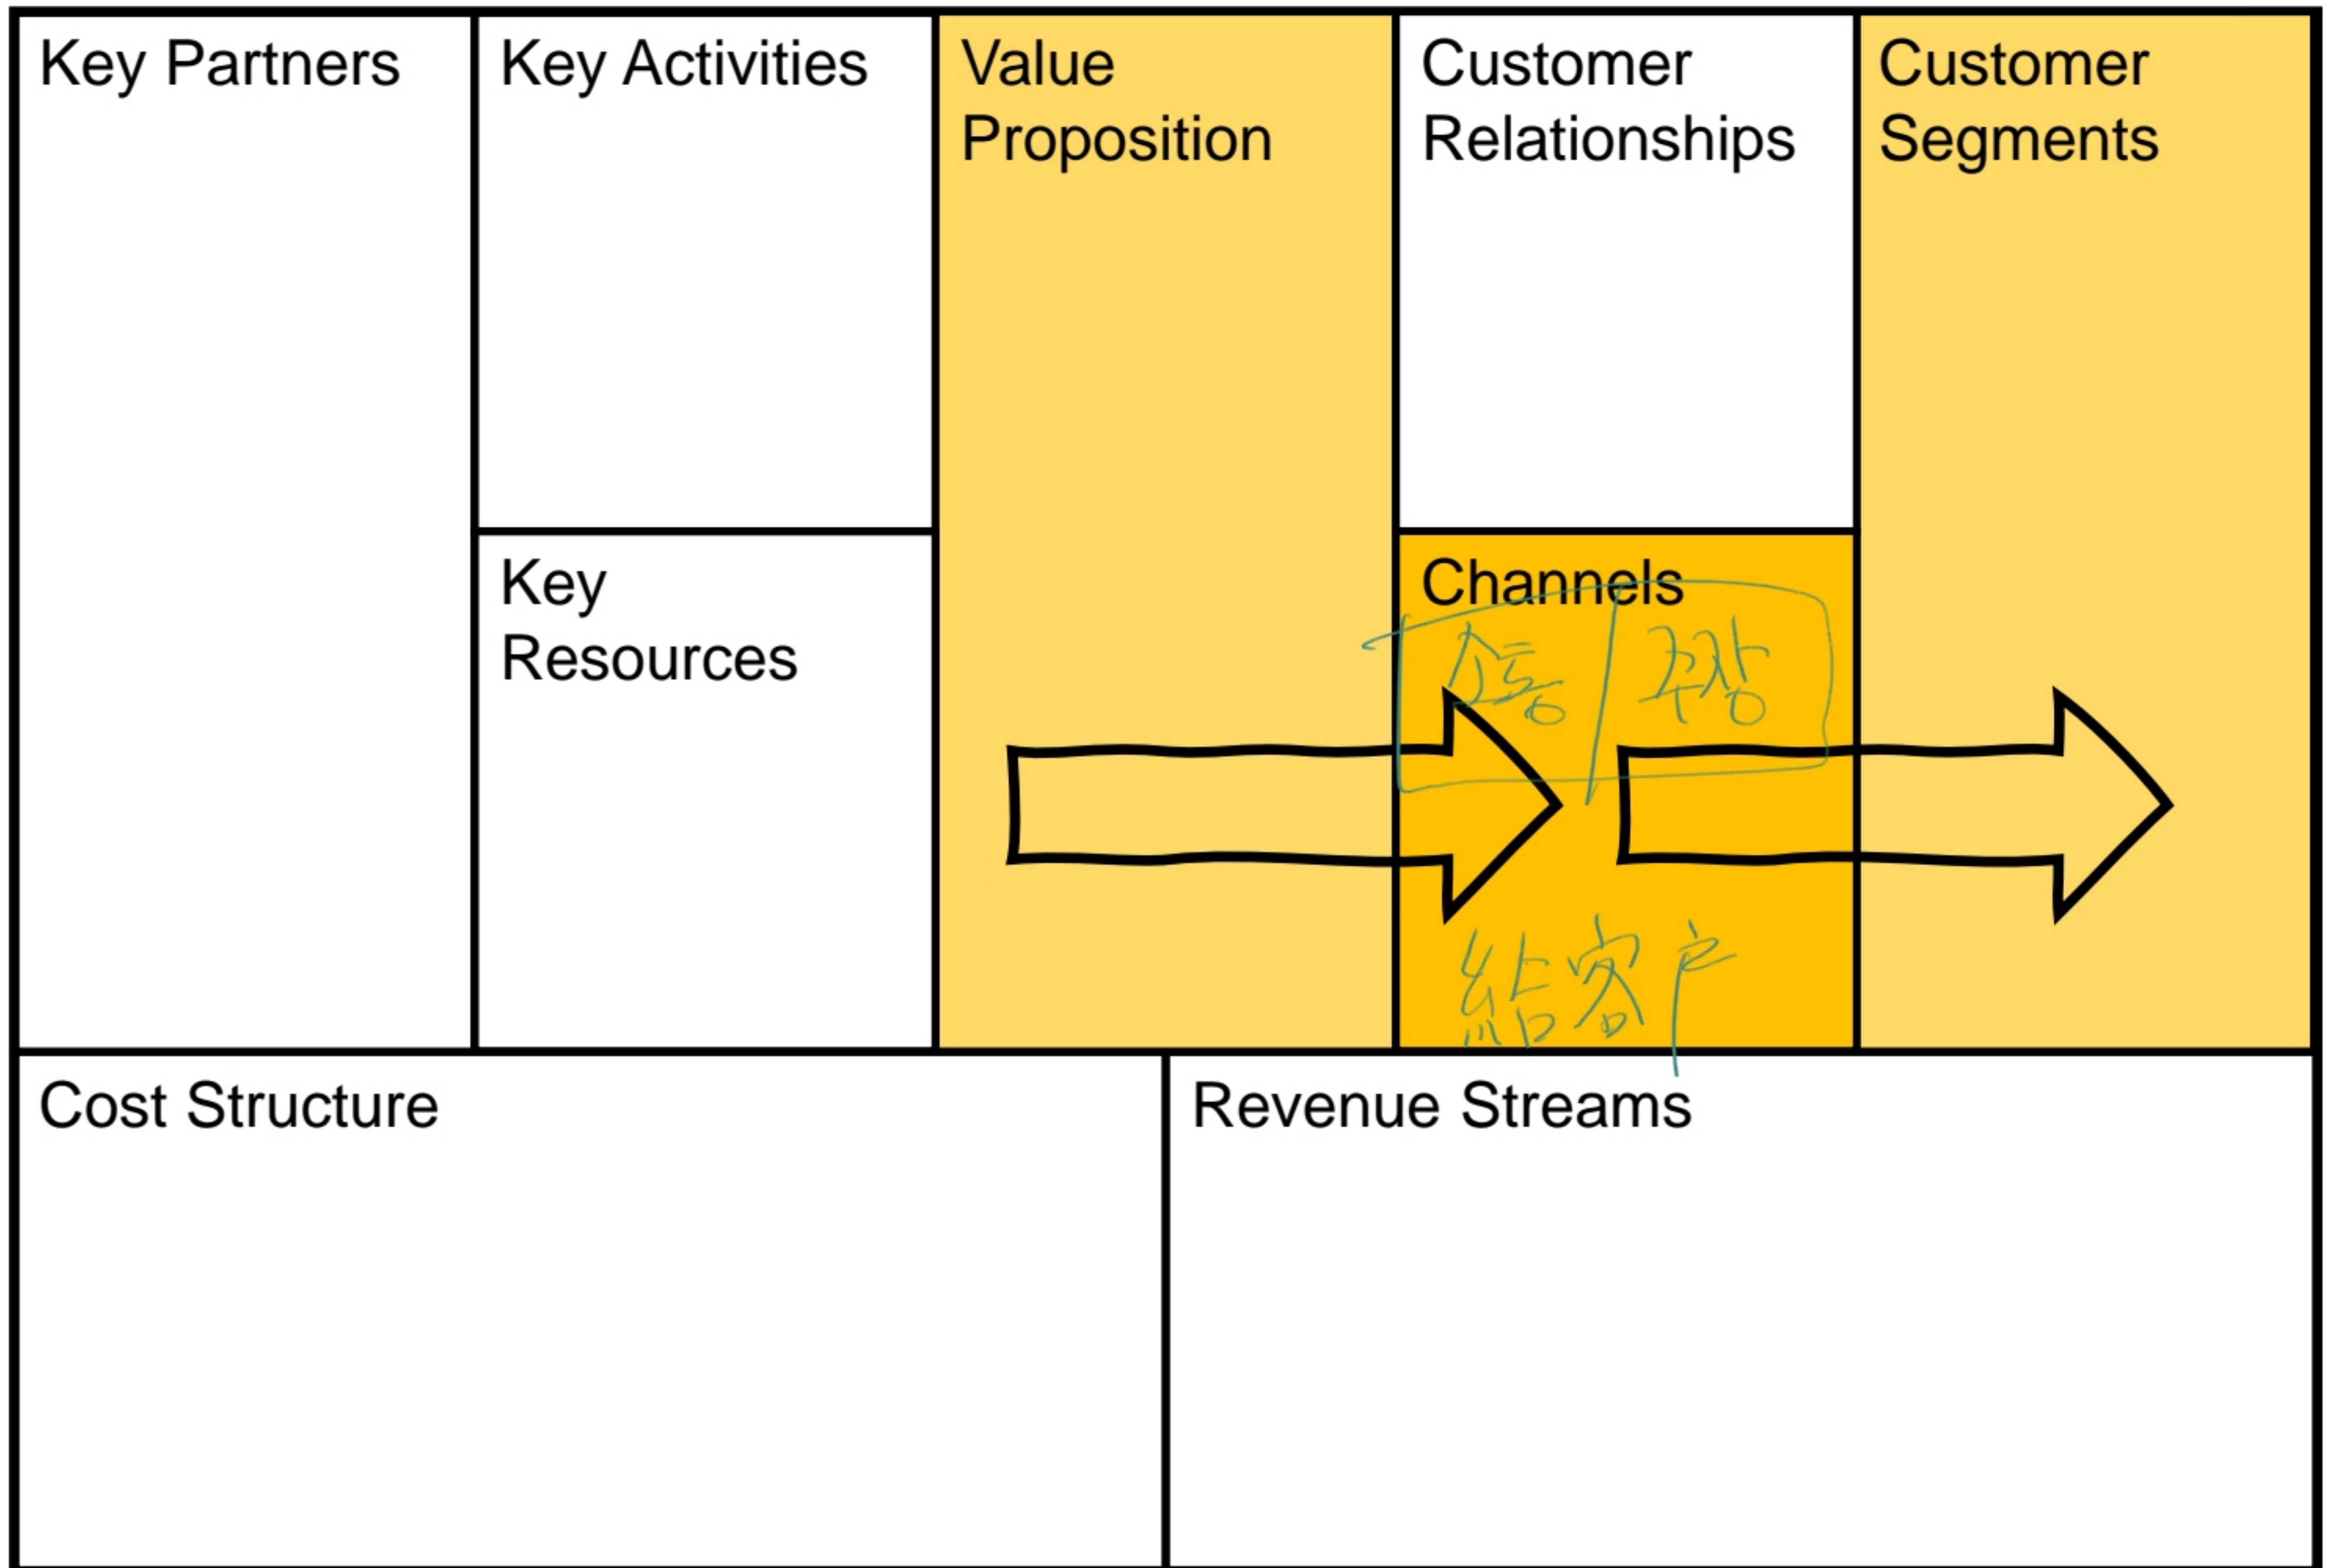 Key Partners
Key Activities
Value
Proposition
Customer
Relationships
Customer
Segments
Key
Resources
Channels
給客户
Cost Structure
Revenue Streams